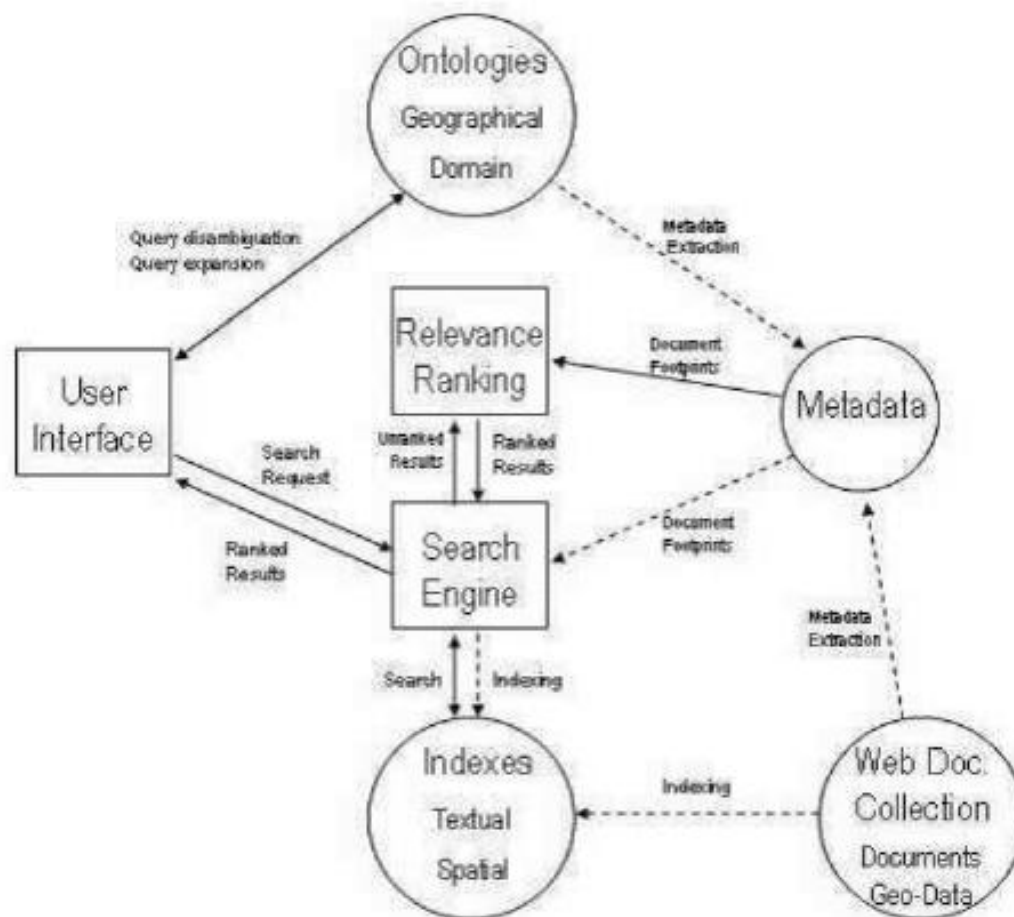 Ontologies
Geographical
Domain
Query disambiguation
Query expansion
Metadata
Extraction
Relevance
Ranking
Document
Footprints
Metadata
User
Interface
Unranked
Results
Ranked
Results
Search
Request
Ranked
Results
Search
Engine
Document
Footprints
Metadata
Extraction
Search
Indexing
Indexes
Textual
Spatial
Indexing
Web Doc.
Collection
Documents
Geo-Data